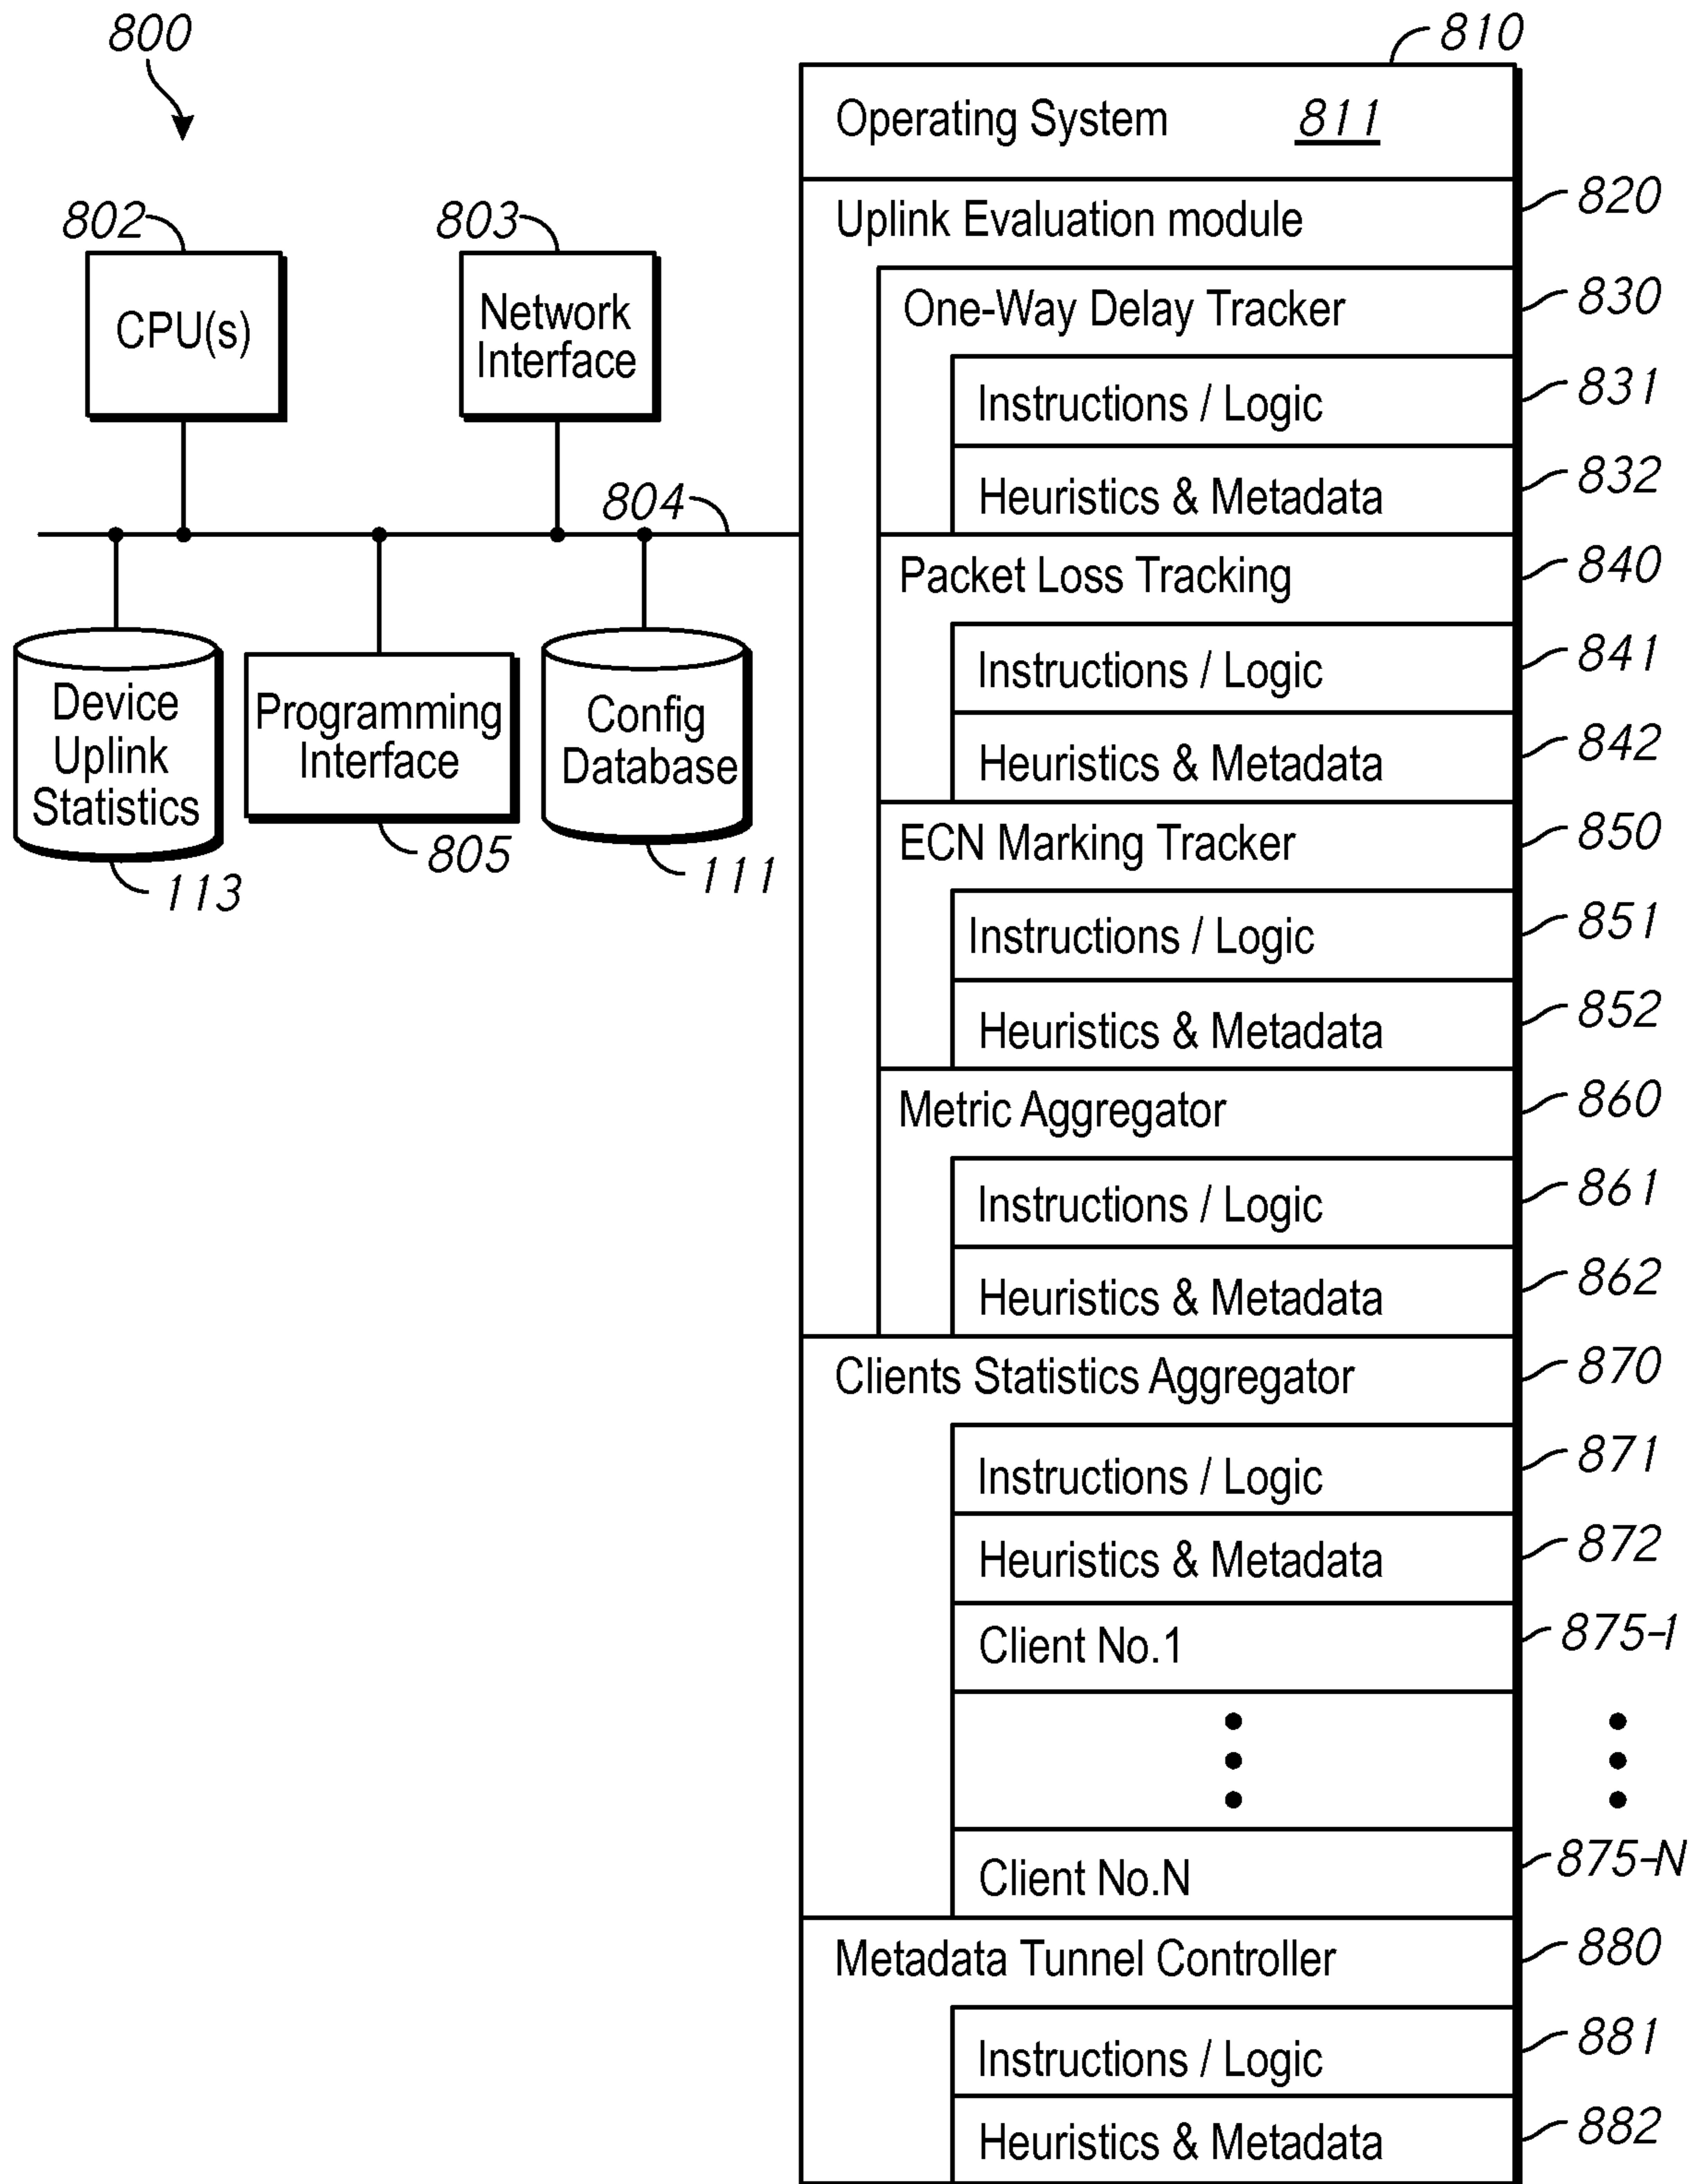 800
810
Operating System 811
802
803
820
Uplink Evaluation module
CPU(s)
Network
Interface
One-Way Delay Tracker 830
Instructions / Logic 831
Heuristics & Metadata 832
804
Packet Loss Tracking 840
Instructions / Logic 841
Heuristics & Metadata 842
Device
Uplink
Statistics
Programming
Interface
Config
Database
113
805
111
ECN Marking Tracker 850
Instructions / Logic 851
Heuristics & Metadata 852
Metric Aggregator 860
Instructions / Logic 861
Heuristics & Metadata 862
Clients Statistics Aggregator 870
Instructions / Logic 871
Heuristics & Metadata 872
Client No.1 875-1
Client No.N 875-N
Metadata Tunnel Controller 880
Instructions / Logic 881
Heuristics & Metadata 882